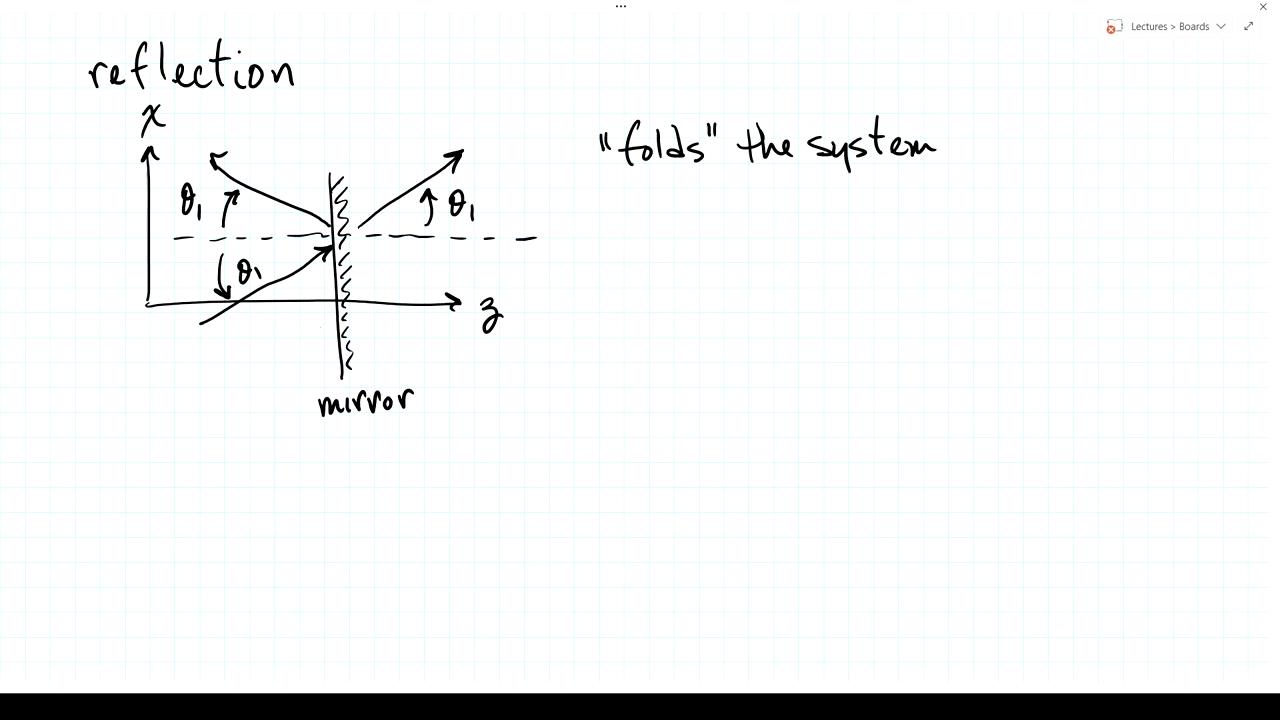 Lectures > Boards
reflection
x
"folds" the system
θ₁
θ₁
θ₁
z
mirror